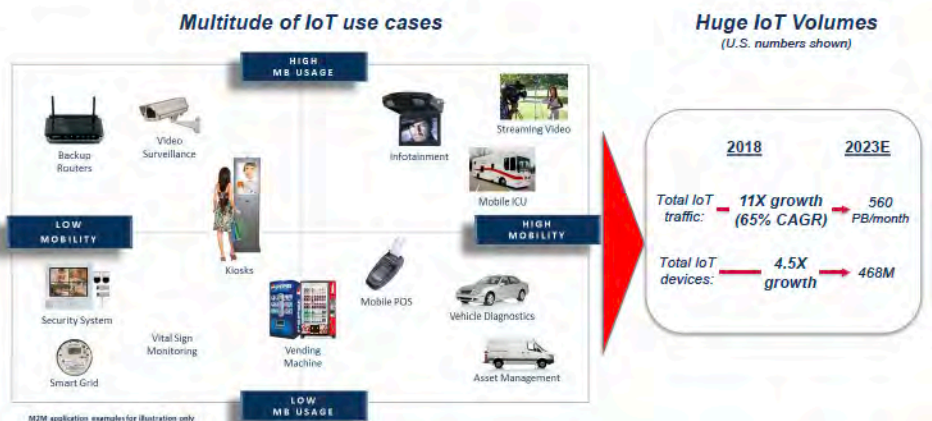 Multitude of IoT use cases
Huge IoT Volumes
(U.S. numbers shown)
HIGH
MB USAGE
Backup
Routers
Video
Surveillance
Infotainment
Streaming Video
Mobile ICU
LOW
MOBILITY
HIGH
MOBILITY
Kiosks
Security System
Vital Sign
Monitoring
Smart Grid
Vending
Machine
Mobile POS
Vehicle Diagnostics
Asset Management
LOW
MB USAGE
M2M application examples for illustration only
2018
2023E
Total IoT
traffic:
11X growth
(65% CAGR)
560
PB/month
Total IoT
devices:
4.5X
growth
468M